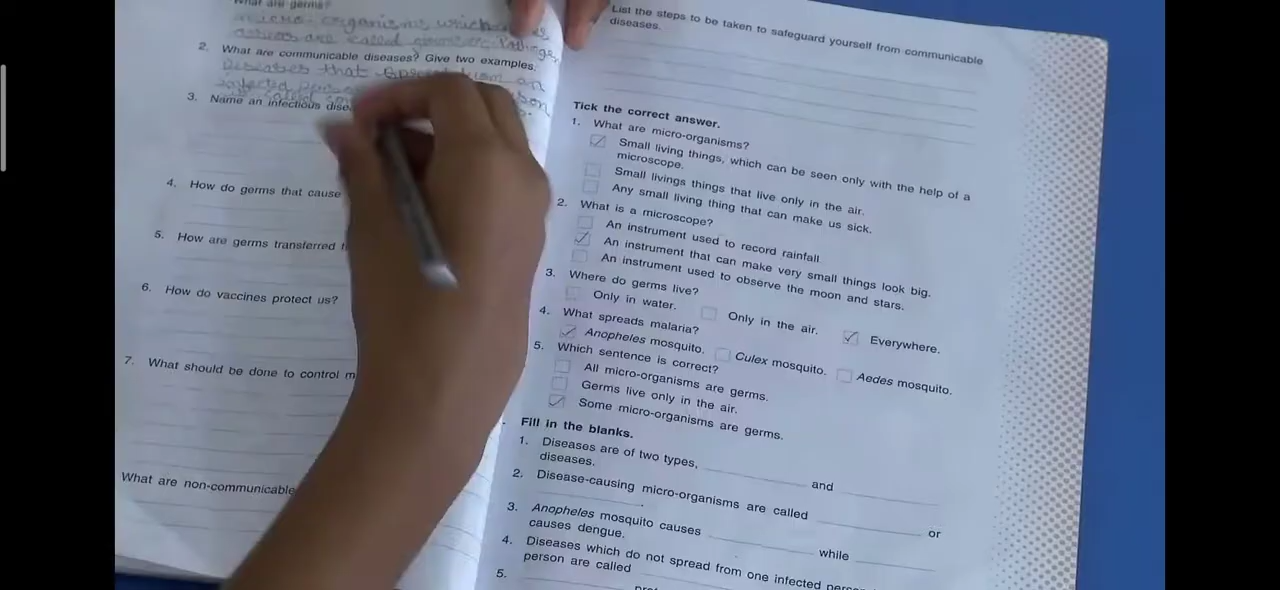 What are germs?
micro-organisms which
are called
2. What are communicable diseases? Give two examples.
Diseases that from an
infected
3. Name an infectious
4. How do germs that cause
5. How are germs transferred
6. How do vaccines protect us?
7. What should be done to control
What are non-communicable
List the steps to be taken to safeguard yourself from communicable
diseases.
Tick the correct answer.
1. What are micro-organisms?
Small living things, which can be seen only with the help of a
microscope.
Small livings things that live only in the air.
Any small living thing that can make us sick.
2. What is a microscope?
An instrument used to record rainfall
An instrument that can make very small things look big.
An instrument used to observe the moon and stars.
3. Where do germs live?
Only in water. Only in the air. Everywhere.
4. What spreads malaria?
Anopheles mosquito. Culex mosquito. Aedes mosquito.
5. Which sentence is correct?
All micro-organisms are germs.
Germs live only in the air.
Some micro-organisms are germs.
Fill in the blanks.
1. Diseases are of two types, and
diseases.
2. Disease-causing micro-organisms are called or
3. Anopheles mosquito causes while
causes dengue.
4. Diseases which do not spread from one infected
person are called
5.